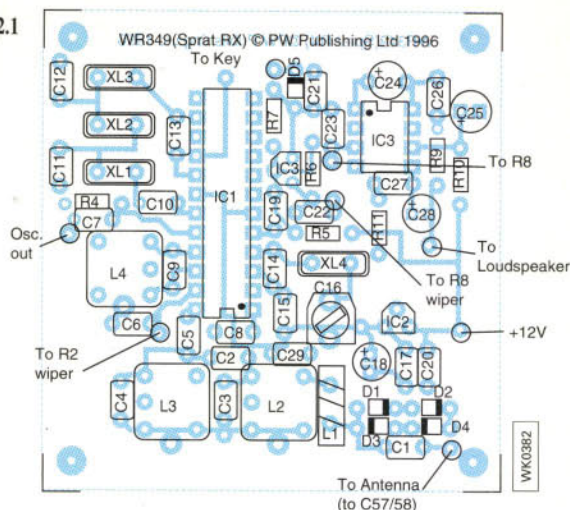 2.1
WR349(Sprat RX) © PW Publishing Ltd 1996
To Key
C12
XL3
D5
C21
C24
C26
C25
R7
C23
IC3
XL2
C13
C11
XL1
IC1
IC3
R6
R9
R10
To R8
R4
C10
C27
C7
C19
C22
C28
R11
Osc.
out
R5
To
Loudspeaker
L4
C9
C14
XL4
To R8
wiper
C16
C6
C15
IC2
+12V
To R2
wiper
C5
C8
C2
C29
C18
C17
C20
C4
L3
C3
L2
L1
D1
D2
D3
D4
C1
WK0382
To Antenna
(to C57/58)